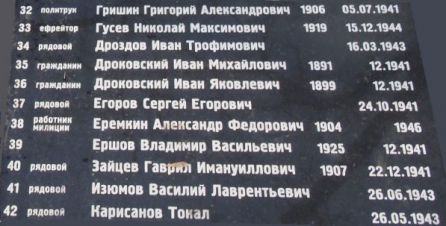 32 политрук Гришин Григорий Александрович 1906 05.07.1941
33 ефрейтор Гусев Николай Максимович 1919 15.12.1944
34 рядовой Дроздов Иван Трофимович 16.03.1943
35 гражданин Дроковский Иван Михайлович 1891 12.1941
36 гражданин Дроковский Иван Яковлевич 1899 12.1941
37 рядовой Егоров Сергей Егорович 24.10.1941
38 работник милиции Еремкин Александр Федорович 1904 1946
39 Ершов Владимир Васильевич 1925 12.1941
40 рядовой Зайцев Гаврил Имануиллович 1907 22.12.1941
41 рядовой Изюмов Василий Лаврентьевич 26.06.1943
42 рядовой Карисанов Токал 26.05.1943